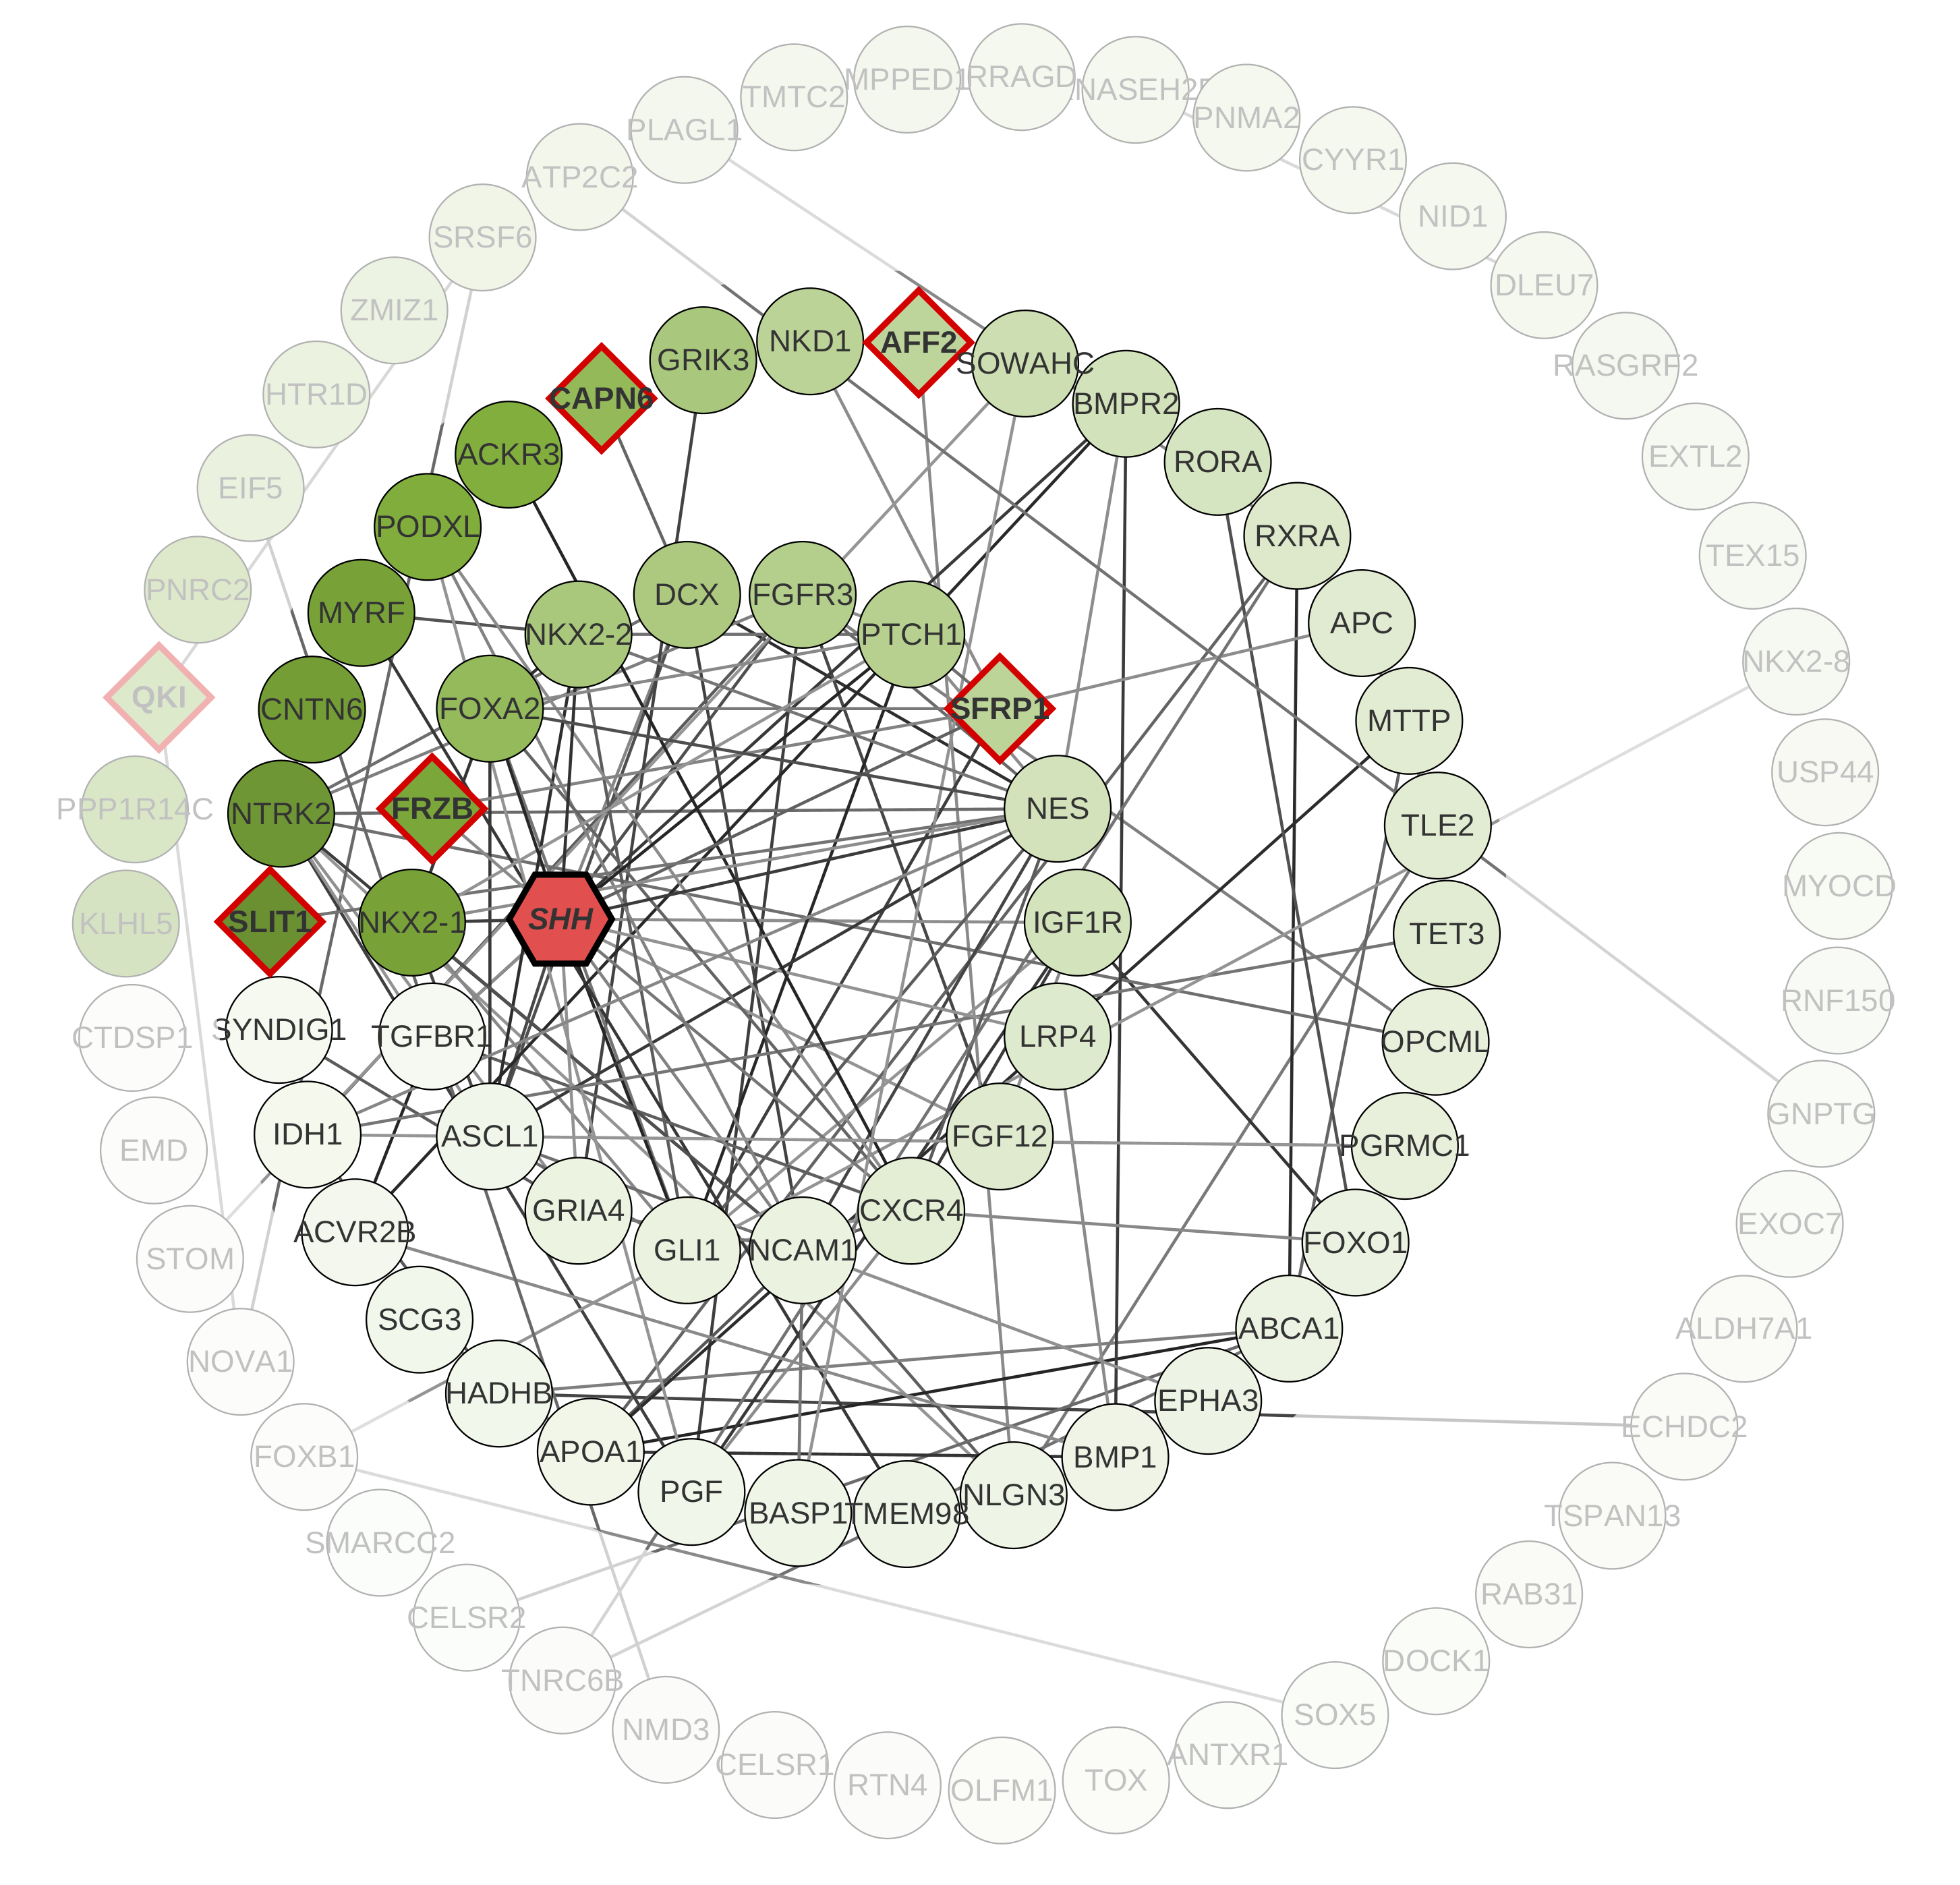 RRAGD
MPPED1
NASEH2
TMTC2
PNMA2
PLAGL1
CYYR1
ATP2C2
NID1
SRSF6
DLEU7
ZMIZ1
NKD1
AFF2
GRIK3
SOWAHC
RASGRF2
HTR1D
CAPN6
BMPR2
ACKR3
EXTL2
RORA
EIF5
PODXL
RXRA
TEX15
PNRC2
DCX
FGFR3
MYRF
APC
NKX2-2
PTCH1
NKX2-8
QKI
CNTN6
FOXA2
SFRP1
MTTP
USP44
PPP1R14C
NTRK2
FRZB
NES
TLE2
MYOCD
KLHL5
SLIT1
NKX2-1
SHH
IGF1R
TET3
RNF150
CTDSP1
SYNDIG1
TGFBR1
LRP4
OPCML
GNPTG
EMD
IDH1
ASCL1
FGF12
PGRMC1
GRIA4
CXCR4
EXOC7
ACVR2B
FOXO1
STOM
GLI1
NCAM1
SCG3
ABCA1
ALDH7A1
NOVA1
HADHB
EPHA3
ECHDC2
APOA1
BMP1
FOXB1
PGF
NLGN3
BASP1
TMEM98
TSPAN13
SMARCC2
RAB31
CELSR2
DOCK1
TNRC6B
SOX5
NMD3
ANTXR1
CELSR1
TOX
RTN4
OLFM1